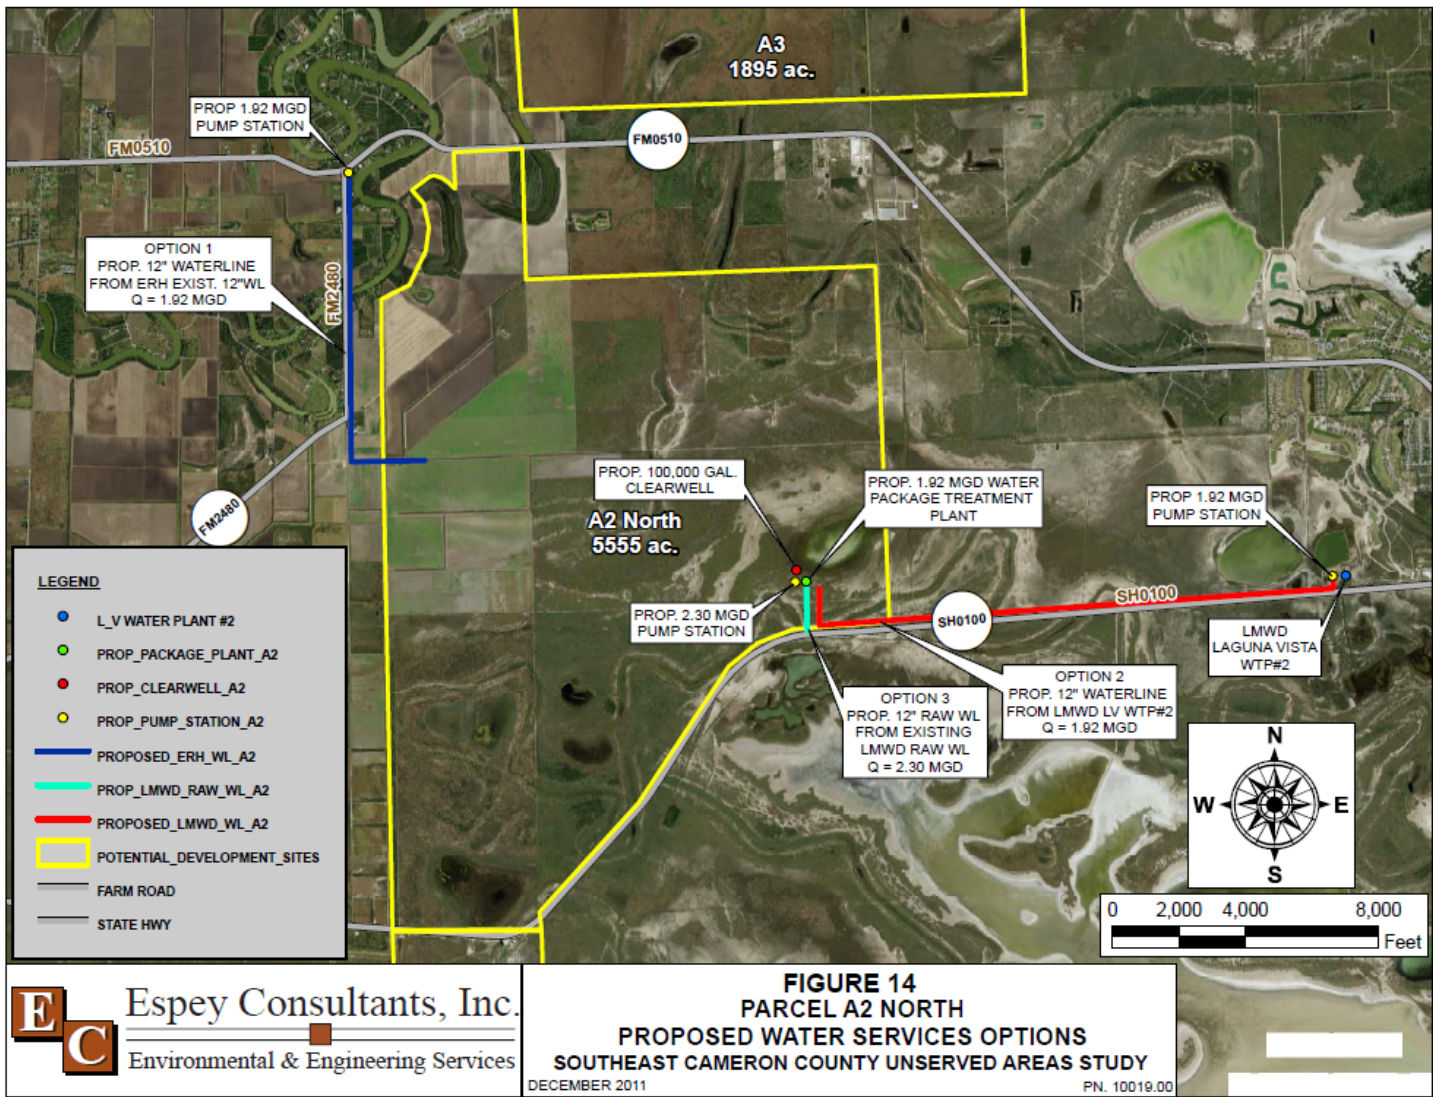 A3
1895 ac.
PROP 1.92 MGD
PUMP STATION
FM0510
FM0510
OPTION 1
PROP. 12" WATERLINE
FROM ERH EXIST. 12"WL
Q = 1.92 MGD
FM2480
FM2480
PROP. 100,000 GAL.
CLEARWELL
PROP. 1.92 MGD WATER
PACKAGE TREATMENT
PLANT
PROP 1.92 MGD
PUMP STATION
A2 North
5555 ac.
PROP. 2.30 MGD
PUMP STATION
SH0100
SH0100
LMWD
LAGUNA VISTA
WTP#2
OPTION 2
PROP. 12" WATERLINE
FROM LMWD LV WTP#2
Q = 1.92 MGD
OPTION 3
PROP. 12" RAW WL
FROM EXISTING
LMWD RAW WL
Q = 2.30 MGD
LEGEND
L_V WATER PLANT #2
PROP_PACKAGE_PLANT_A2
PROP_CLEARWELL_A2
PROP_PUMP_STATION_A2
PROPOSED_ERH_WL_A2
PROP_LMWD_RAW_WL_A2
PROPOSED_LMWD_WL_A2
POTENTIAL_DEVELOPMENT_SITES
FARM ROAD
STATE HWY
N
W E
S
0 2,000 4,000 8,000
Feet
EC
Espey Consultants, Inc.
Environmental & Engineering Services
FIGURE 14
PARCEL A2 NORTH
PROPOSED WATER SERVICES OPTIONS
SOUTHEAST CAMERON COUNTY UNSERVED AREAS STUDY
DECEMBER 2011 PN. 10019.00